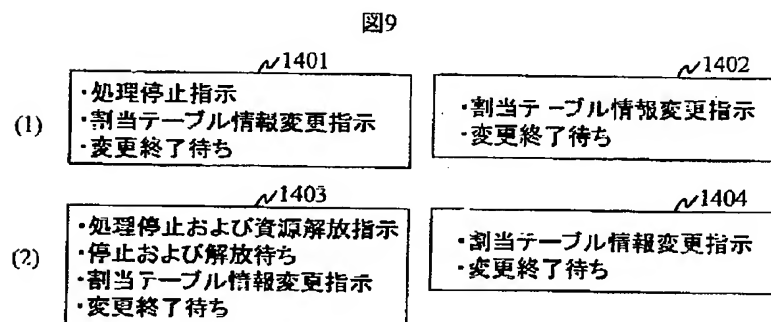 図9
1401
・処理停止指示
・割当テーブル情報変更指示
・変更終了待ち
1402
・割当テーブル情報変更指示
・変更終了待ち
(1)
1403
・処理停止および資源解放指示
・停止および解放待ち
・割当テーブル情報変更指示
・変更終了待ち
1404
・割当テーブル情報変更指示
・変更終了待ち
(2)